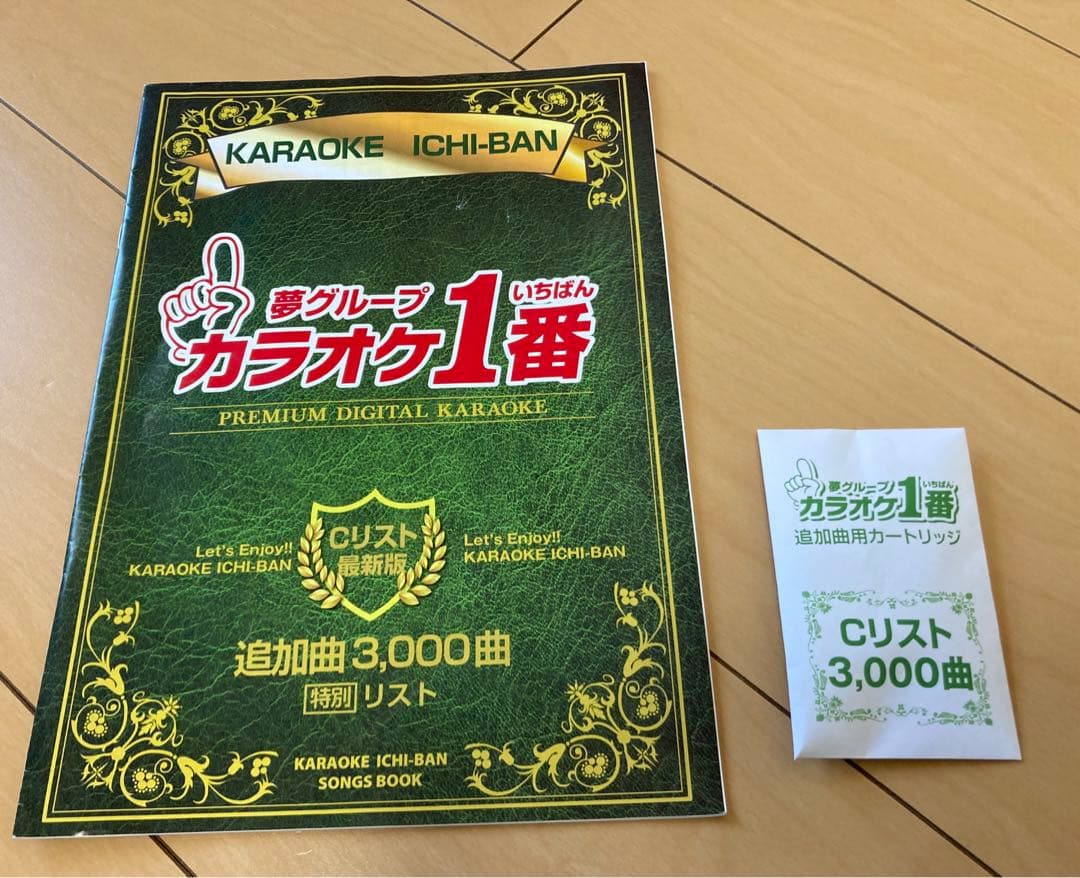 KARAOKE ICHI-BAN
夢グループ
カラオケ1番
いちばん
PREMIUM DIGITAL KARAOKE
Let's Enjoy!!
KARAOKE ICHI-BAN
Cリスト
最新版
Let's Enjoy!!
KARAOKE ICHI-BAN
追加曲 3,000曲
特別 リスト
KARAOKE ICHI-BAN
SONGS BOOK
夢グループ
カラオケ1番
いちばん
追加曲用カートリッジ
Cリスト
3,000曲